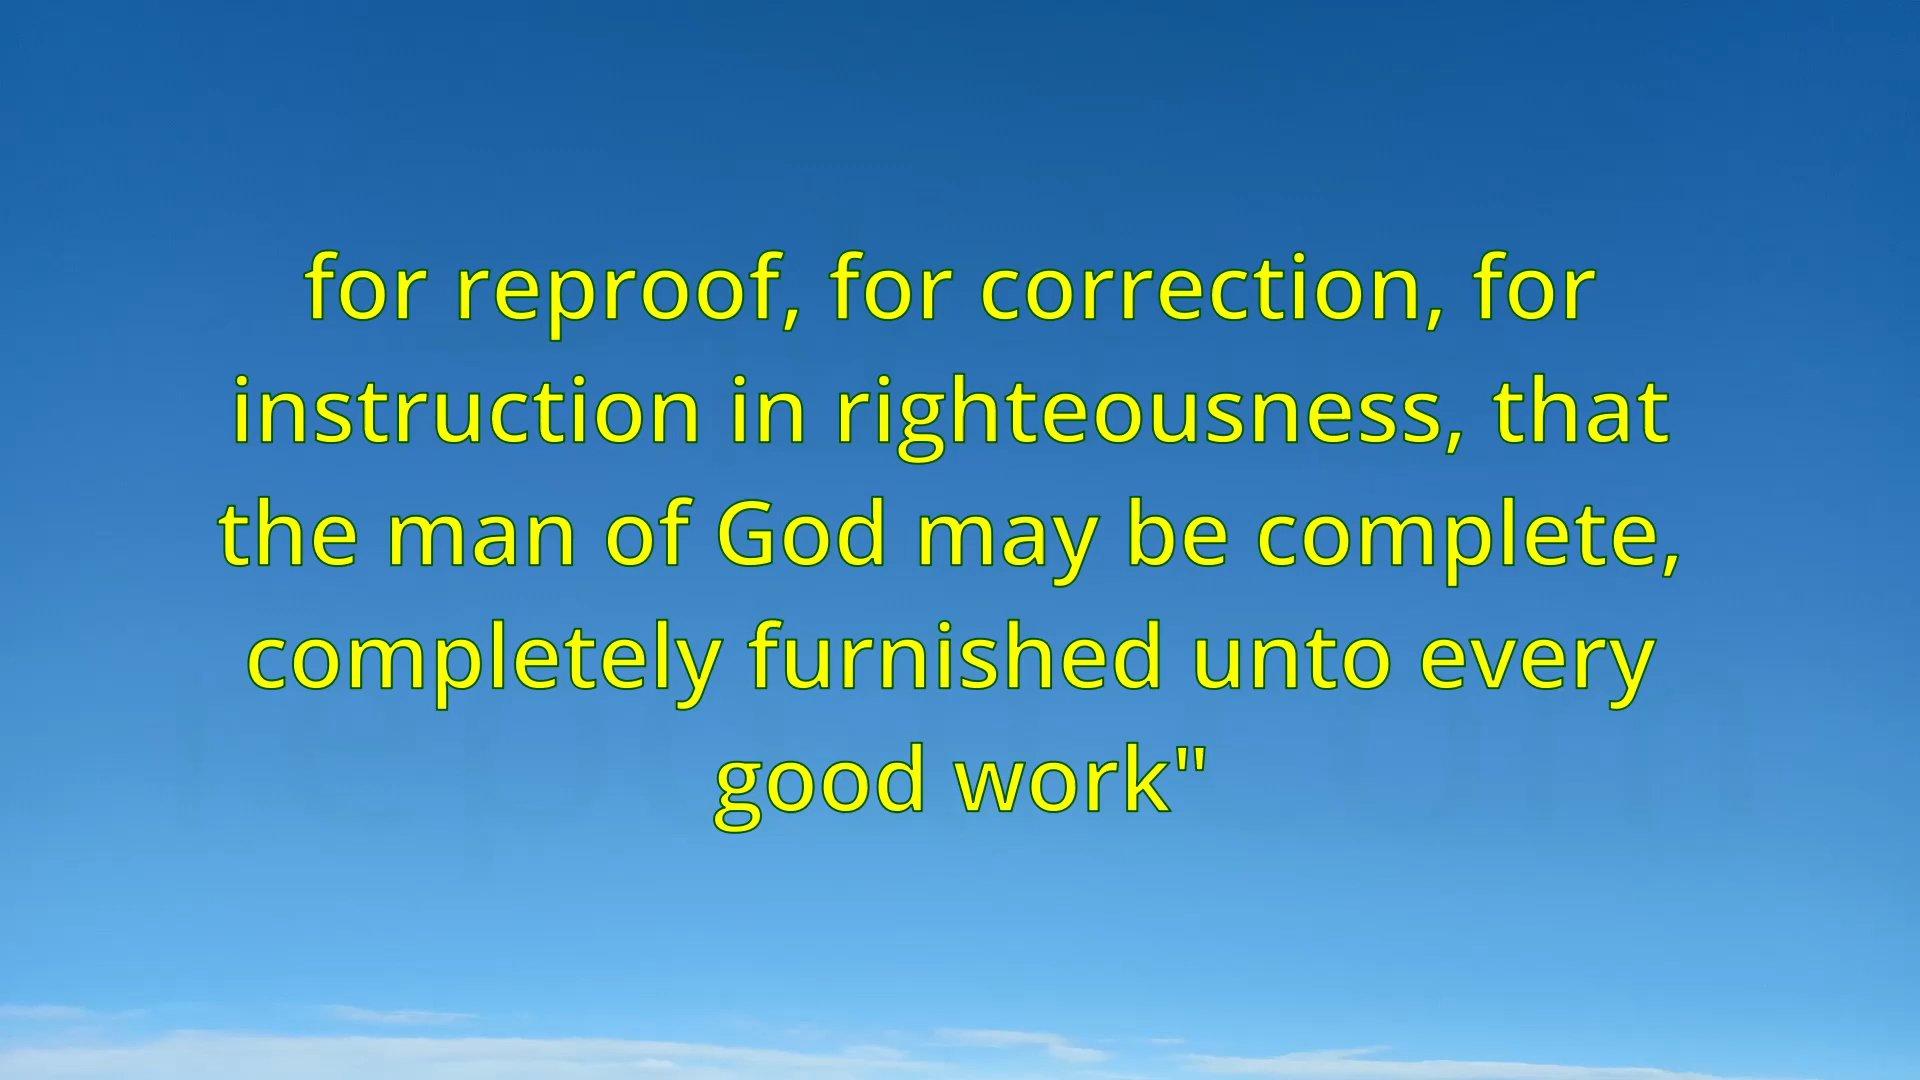 for reproof, for correction, for
instruction in righteousness, that
the man of God may be complete,
completely furnished unto every
good work"